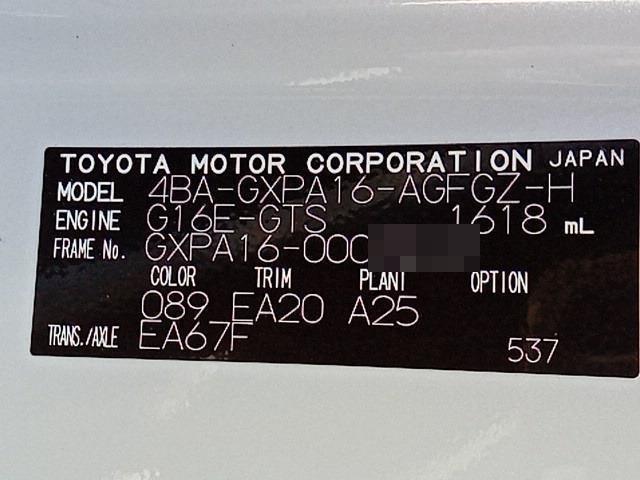 TOYOTA MOTOR CORPORATION JAPAN
MODEL 4BA-GXPA16-AGFGZ-H
ENGINE G16E-GTS 1618 mL
FRAME No. GXPA16-000
COLOR TRIM PLANT OPTION
089 EA20 A25
TRANS./AXLE EA67F
537